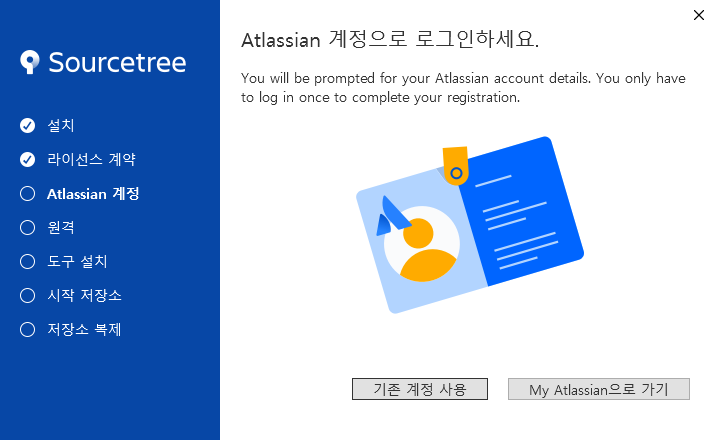 Sourcetree
설치
라이선스 계약
Atlassian 계정
원격
도구 설치
시작 저장소
저장소 복제
Atlassian 계정으로 로그인하세요.
You will be prompted for your Atlassian account details. You only have
to log in once to complete your registration.
기존 계정 사용
My Atlassian으로 가기